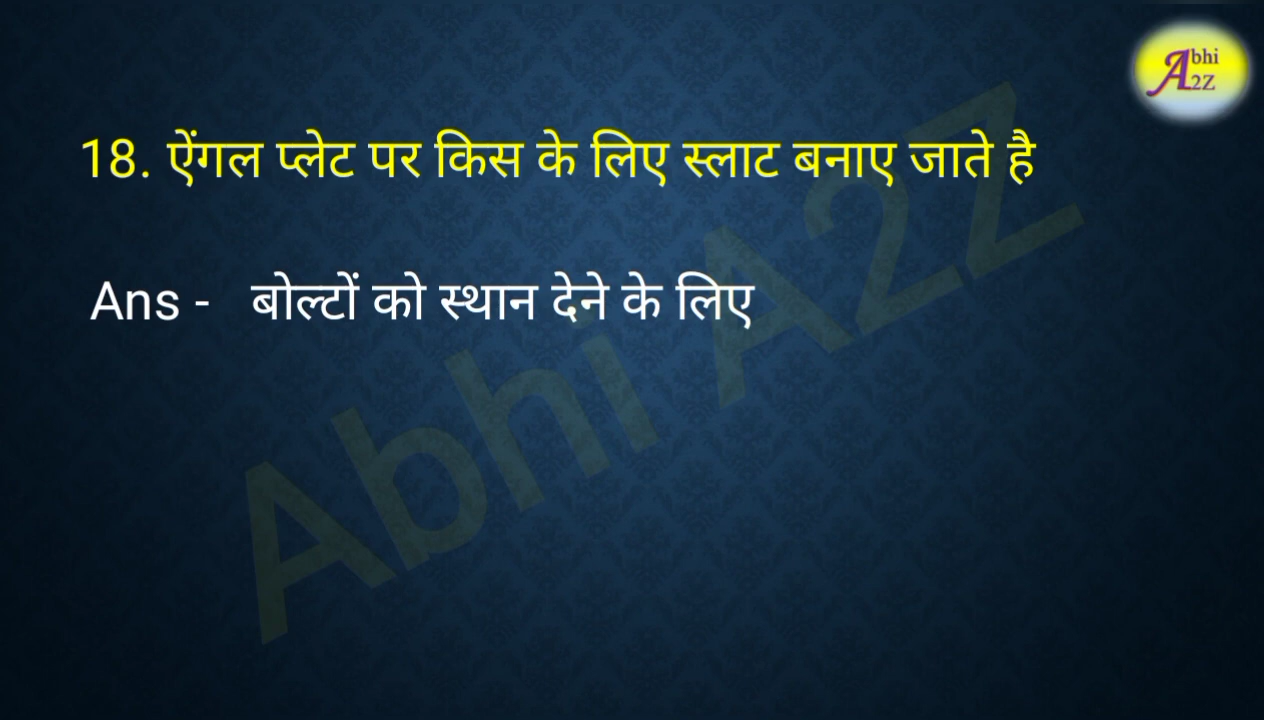 Abhi
A2Z
18. ऐंगल प्लेट पर किस के लिए स्लाट बनाए जाते है
Ans - बोल्टों को स्थान देने के लिए
Abhi A2Z